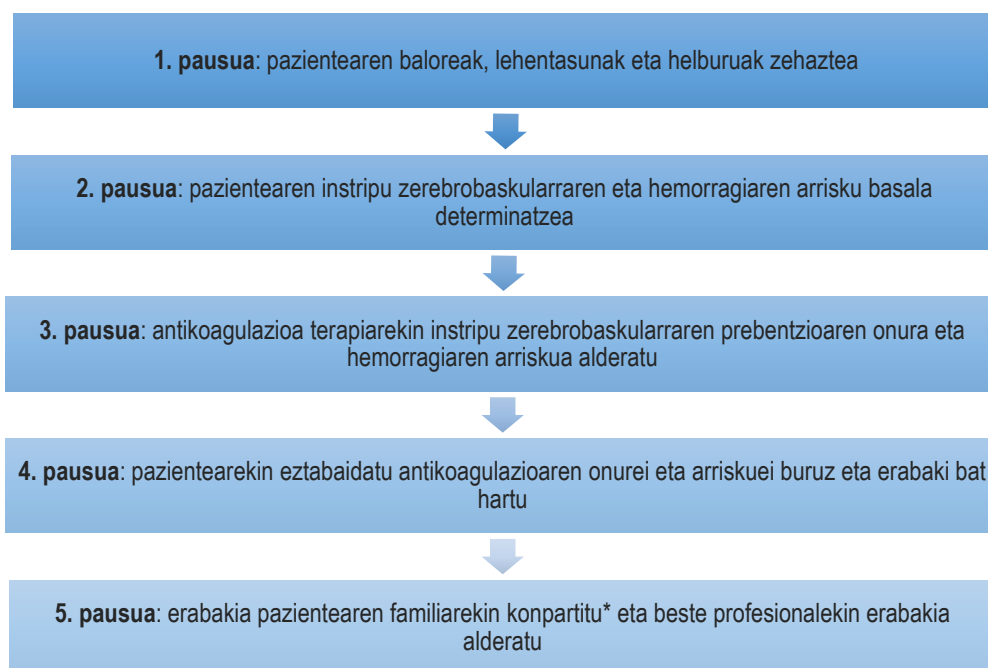 1. pausua: pazientearen baloreak, lehentasunak eta helburuak zehaztea
2. pausua: pazientearen instripu zerebrobaskularraren eta hemorragiaren arrisku basala
determinatzea
3. pausua: antikoagulazioa terapiarekin instripu zerebrobaskularraren prebentzioaren onura eta
hemorragiaren arriskua alderatu
4. pausua: pazientearekin eztabaidatu antikoagulazioaren onurei eta arriskuei buruz eta erabaki bat
hartu
5. pausua: erabakia pazientearen familiarekin konpartitu* eta beste profesionalekin erabakia
alderatu